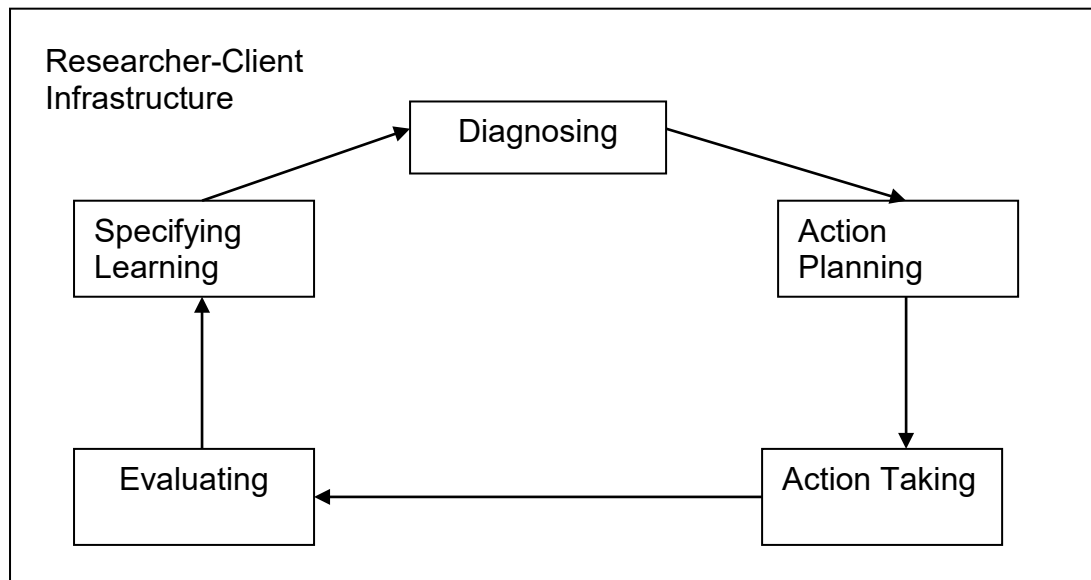 Researcher-Client
Infrastructure
Diagnosing
Specifying
Learning
Action
Planning
Evaluating
Action Taking